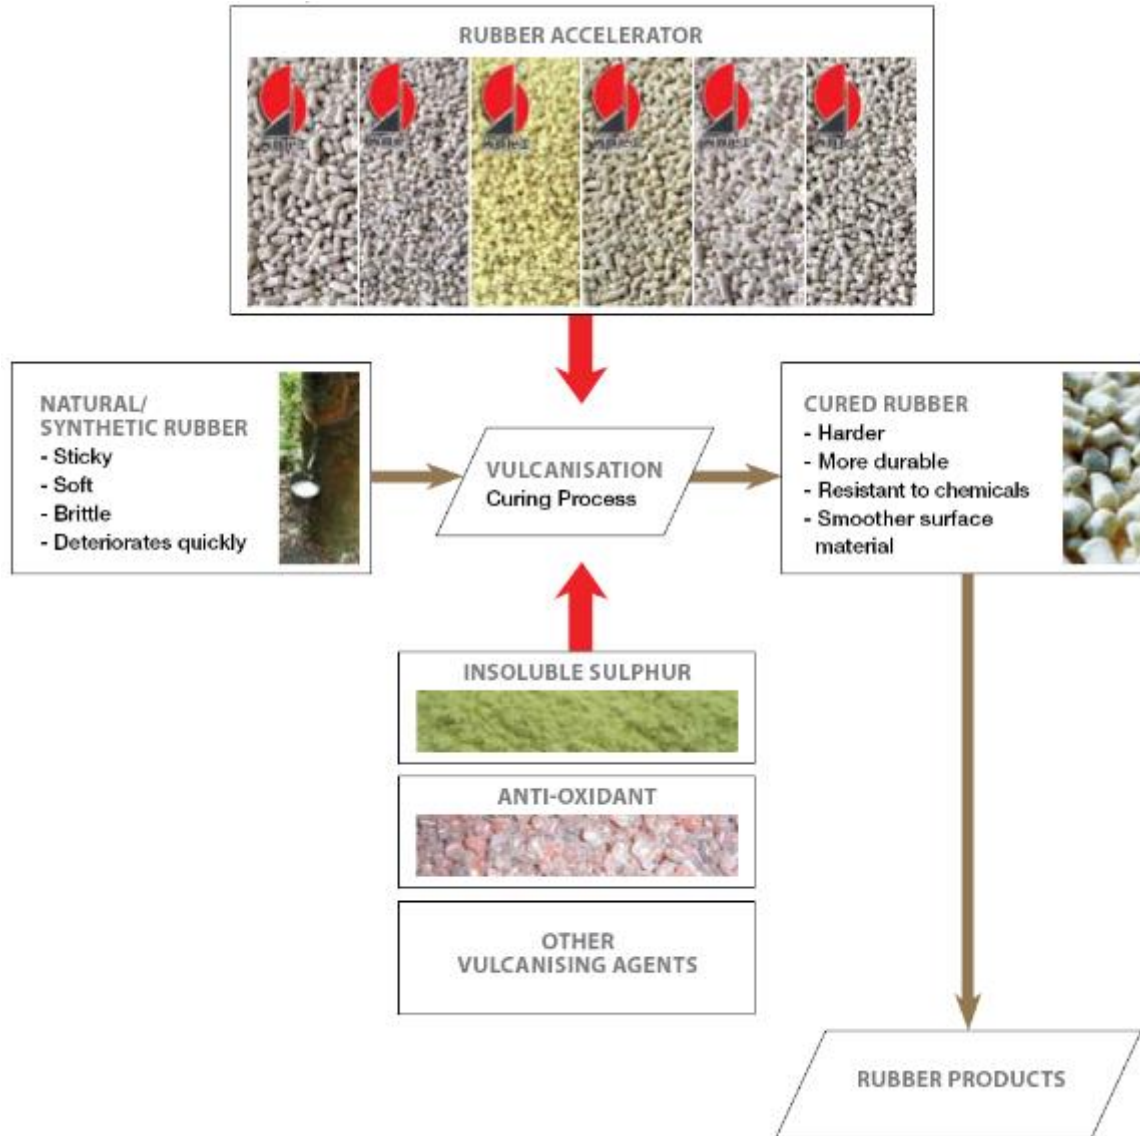 RUBBER ACCELERATOR
NATURAL/
SYNTHETIC RUBBER
- Sticky
- Soft
- Brittle
- Deteriorates quickly
VULCANISATION
Curing Process
CURED RUBBER
- Harder
- More durable
- Resistant to chemicals
- Smoother surface
material
INSOLUBLE SULPHUR
ANTI-OXIDANT
OTHER
VULCANISING AGENTS
RUBBER PRODUCTS